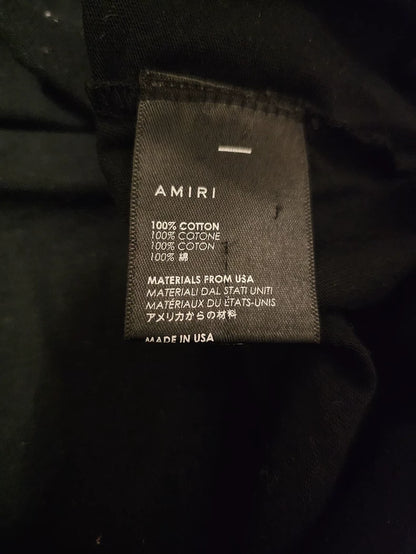 AMIRI
100% COTTON
100% COTONE
100% COTON
100% 綿
MATERIALS FROM USA
MATERIALI DAL STATI UNITI
MATÉRIAUX DU ÉTATS-UNIS
アメリカからの材料
MADE IN USA